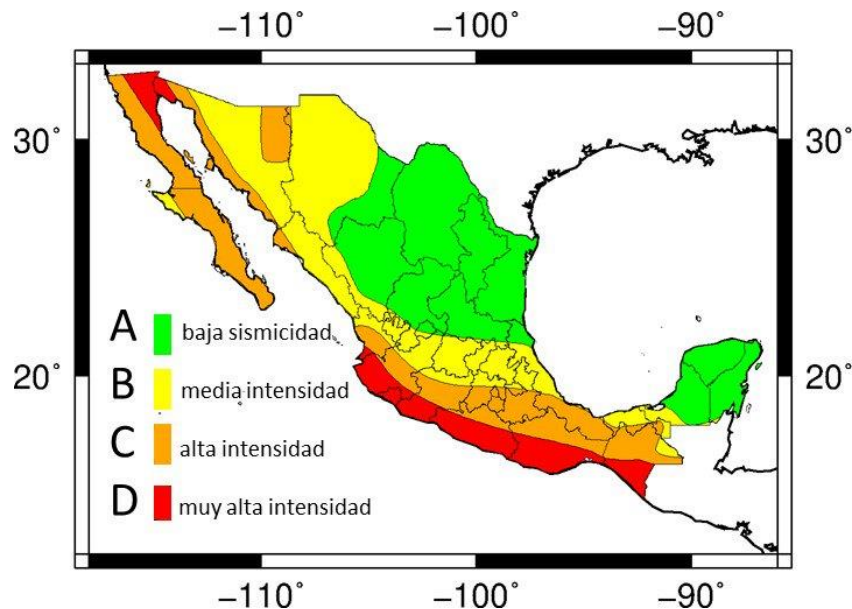 −110˚ −100˚ −90˚
30˚ 30˚
20˚ 20˚
A baja sismicidad
B media intensidad
C alta intensidad
D muy alta intensidad
−110˚ −100˚ −90˚